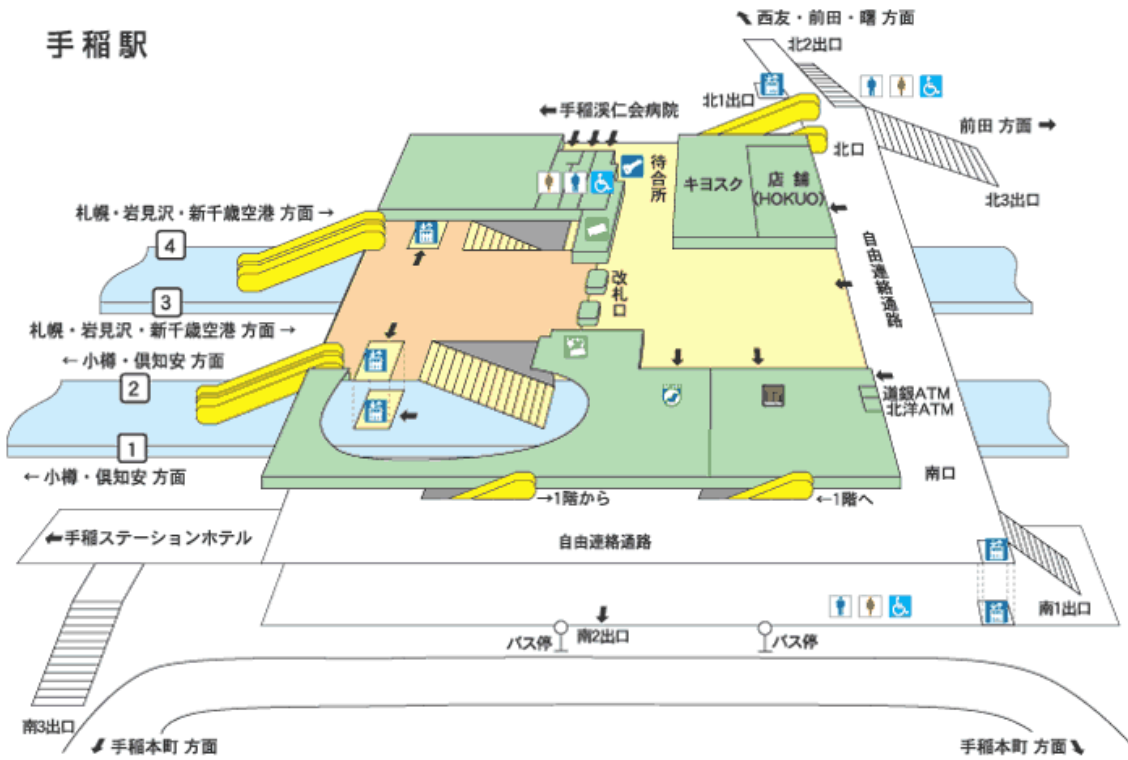 手稲駅
西友・前田・曙 方面
北2出口
北1出口
手稲渓仁会病院
前田 方面
北口
待合所
キヨスク
店舗
(HOKUO)
北3出口
札幌・岩見沢・新千歳空港 方面→
4
自由連絡通路
改札口
3
札幌・岩見沢・新千歳空港 方面→
←小樽・倶知安 方面
2
道銀ATM
北洋ATM
1
←小樽・倶知安 方面
南口
→1階から
←1階へ
手稲ステーションホテル
自由連絡通路
南1出口
南2出口
バス停
バス停
南3出口
手稲本町 方面
手稲本町 方面